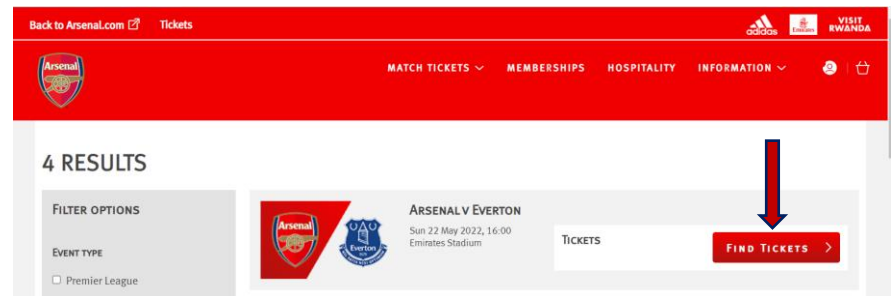 Back to Arsenal.com Tickets
adidas Emirates VISIT RWANDA
Arsenal
MATCH TICKETS MEMBERSHIPS HOSPITALITY INFORMATION
4 RESULTS
FILTER OPTIONS
EVENT TYPE
Premier League
Arsenal
Everton
ARSENAL V EVERTON
Sun 22 May 2022, 16:00
Emirates Stadium
TICKETS
FIND TICKETS